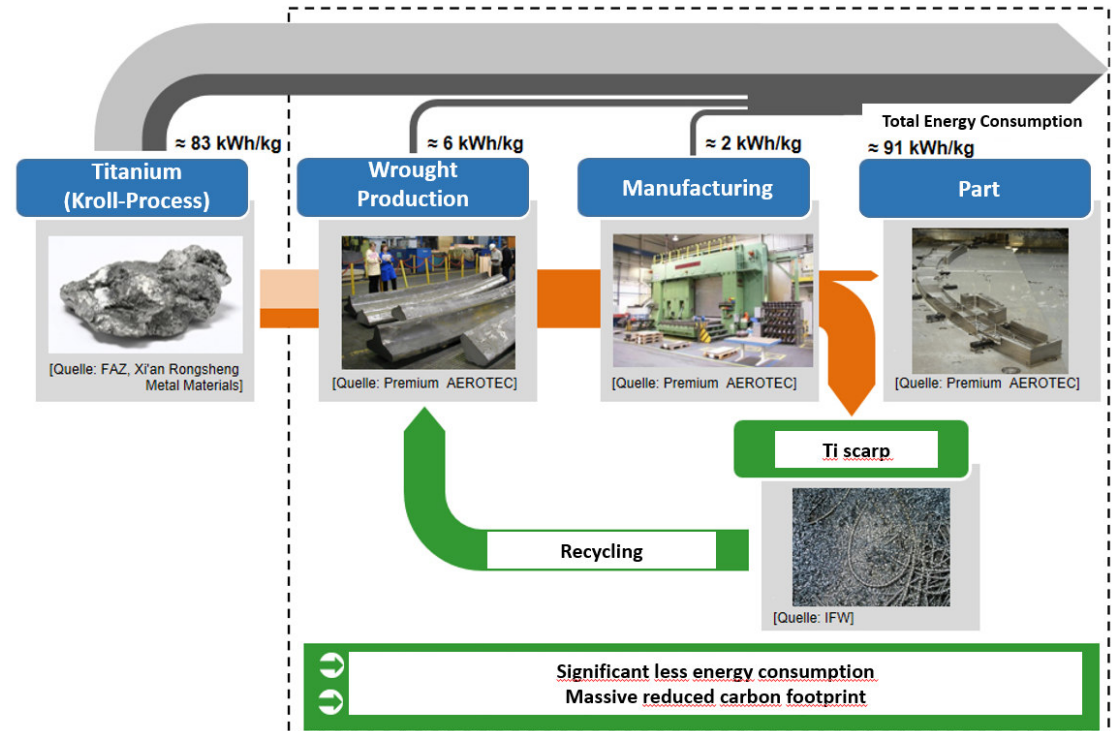 ≈ 83 kWh/kg
≈ 6 kWh/kg
≈ 2 kWh/kg
Total Energy Consumption
≈ 91 kWh/kg
Titanium
(Kroll-Process)
Wrought
Production
Manufacturing
Part
[Quelle: FAZ, Xi'an Rongsheng
Metal Materials]
[Quelle: Premium AEROTEC]
[Quelle: Premium AEROTEC]
[Quelle: Premium AEROTEC]
Ti scarp
Recycling
[Quelle: IFW]
Significant less energy consumption
Massive reduced carbon footprint